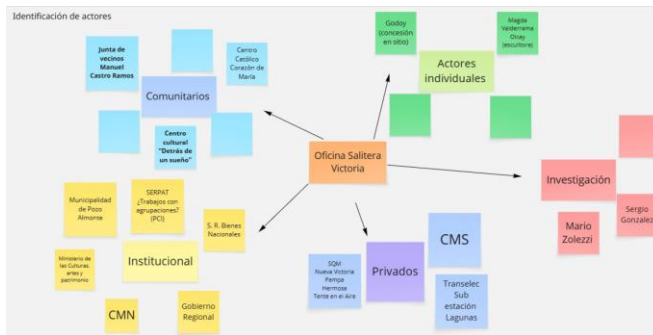 Identificación de actores
Junta de
vecinos
Manuel
Castro Ramos
Centro
Católico
Corazón de
María
Comunitarios
Centro
cultural
"Detrás de
un sueño"
Godoy
(concesión
en sitio)
Magda
Valderrama
Olcay
(escultora)
Actores
individuales
Oficina Salitera
Victoria
Investigación
Mario
Zolezzi
Sergio
Gonzalez
Municipalidad
de Pozo
Almonte
SERPAT
¿Trabajos con
agrupaciones?
(PCI)
S. R. Bienes
Nacionales
Ministerio de
las Culturas,
artes y
patrimonio
Institucional
CMN
Gobierno
Regional
SQM
Nueva Victoria
Pampa
Hermosa
Tente en el Aire
Privados
CMS
Transelec
Sub
estación
Lagunas